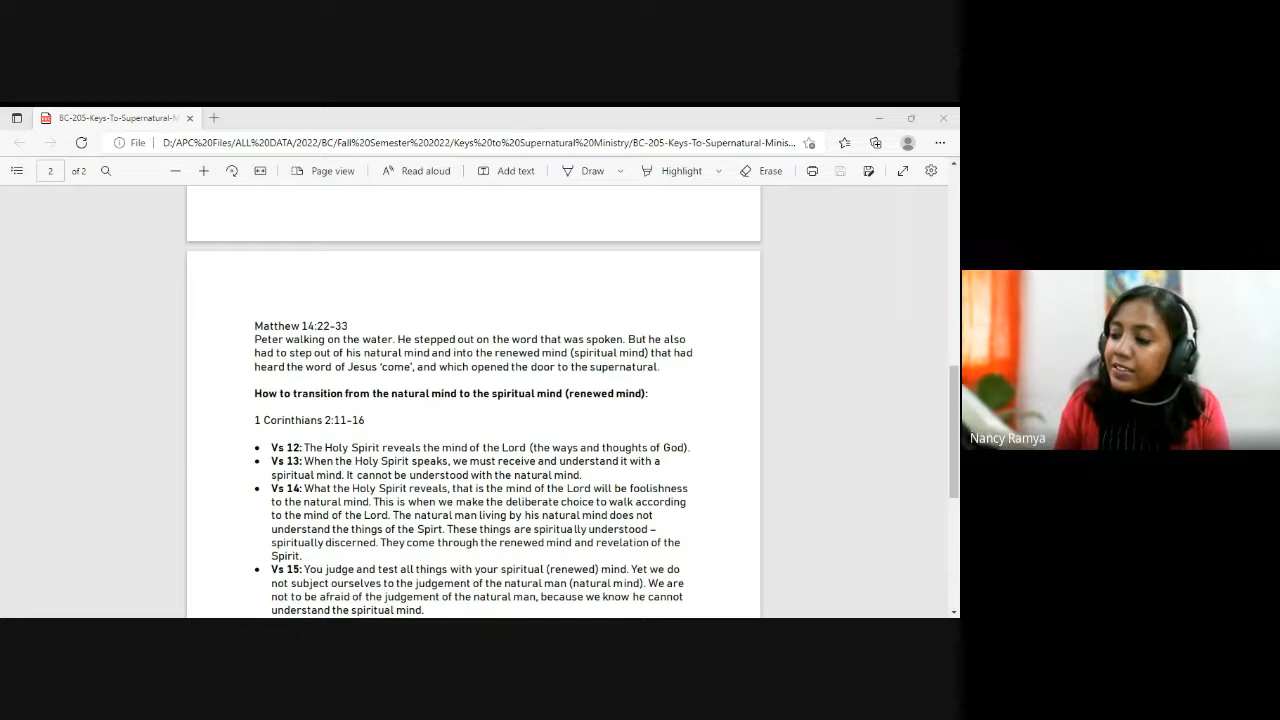 BC-205-Keys-To-Supernatural-M
File
D:/APC%20Files/ALL%20DATA/2022/BC/Fall%20Semester%202022/Keys%20to%20Supernatural%20Ministry/BC-205-Keys-To-Supernatural-Minis...
2
of 2
Page view
Read aloud
Add text
Draw
Highlight
Erase
Matthew 14:22-33
Peter walking on the water. He stepped out on the word that was spoken. But he also
had to step out of his natural mind and into the renewed mind (spiritual mind) that had
heard the word of Jesus ‘come’, and which opened the door to the supernatural.
How to transition from the natural mind to the spiritual mind (renewed mind):
1 Corinthians 2:11-16
• Vs 12: The Holy Spirit reveals the mind of the Lord (the ways and thoughts of God).
• Vs 13: When the Holy Spirit speaks, we must receive and understand it with a
spiritual mind. It cannot be understood with the natural mind.
• Vs 14: What the Holy Spirit reveals, that is the mind of the Lord will be foolishness
to the natural mind. This is when we make the deliberate choice to walk according
to the mind of the Lord. The natural man living by his natural mind does not
understand the things of the Spirt. These things are spiritually understood –
spiritually discerned. They come through the renewed mind and revelation of the
Spirit.
• Vs 15: You judge and test all things with your spiritual (renewed) mind. Yet we do
not subject ourselves to the judgement of the natural man (natural mind). We are
not to be afraid of the judgement of the natural man, because we know he cannot
understand the spiritual mind.
Nancy Ramya